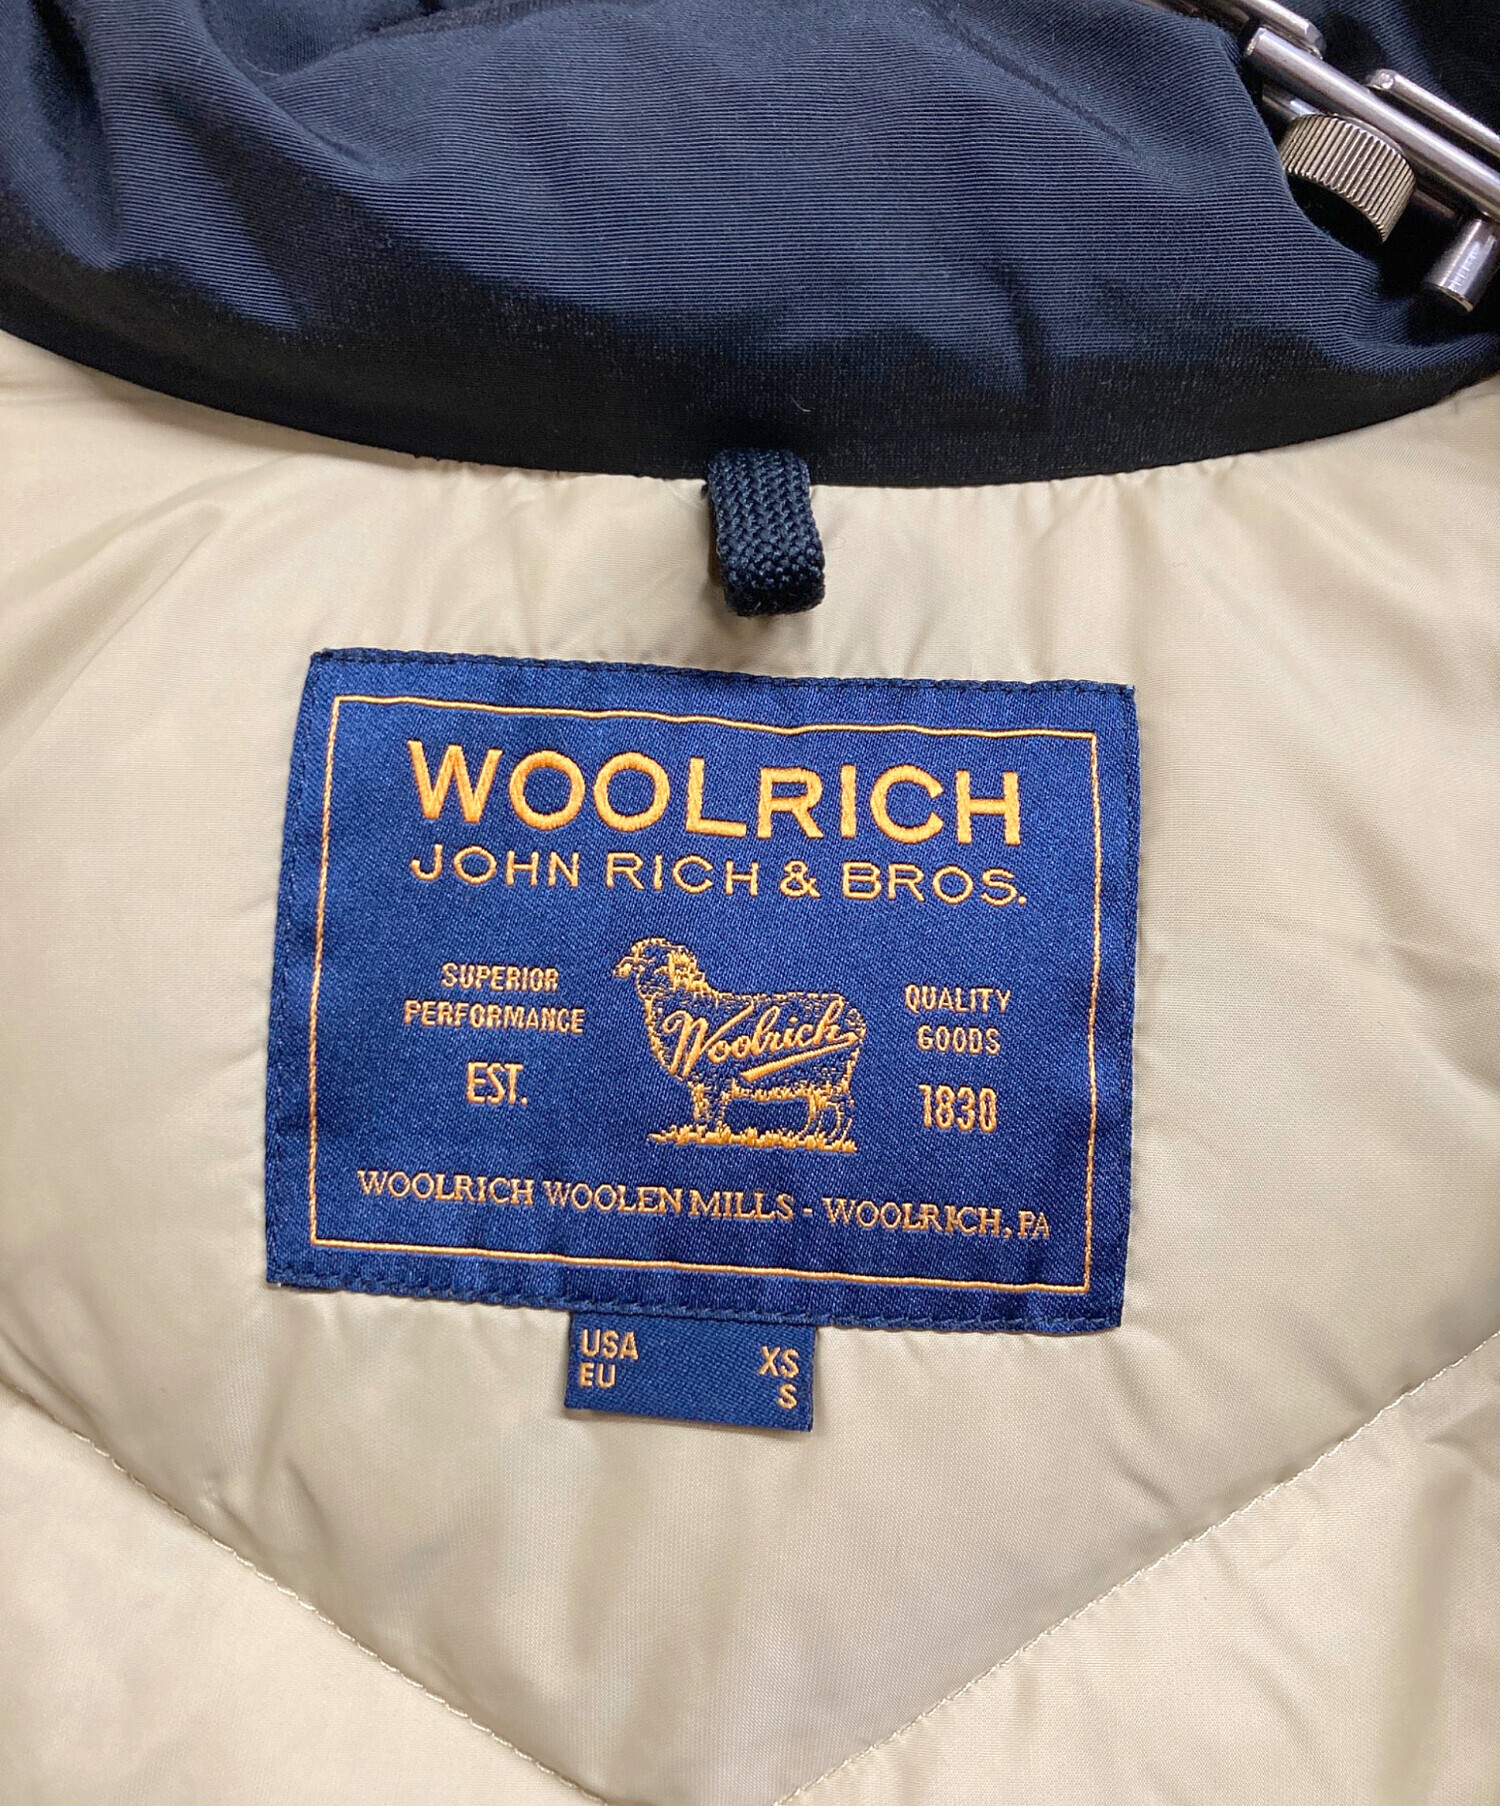 WOOLRICH
JOHN RICH & BROS.
SUPERIOR
PERFORMANCE
EST.
Woolrich
QUALITY
GOODS
1830
WOOLRICH WOOLEN MILLS - WOOLRICH, PA
USA XS
EU S